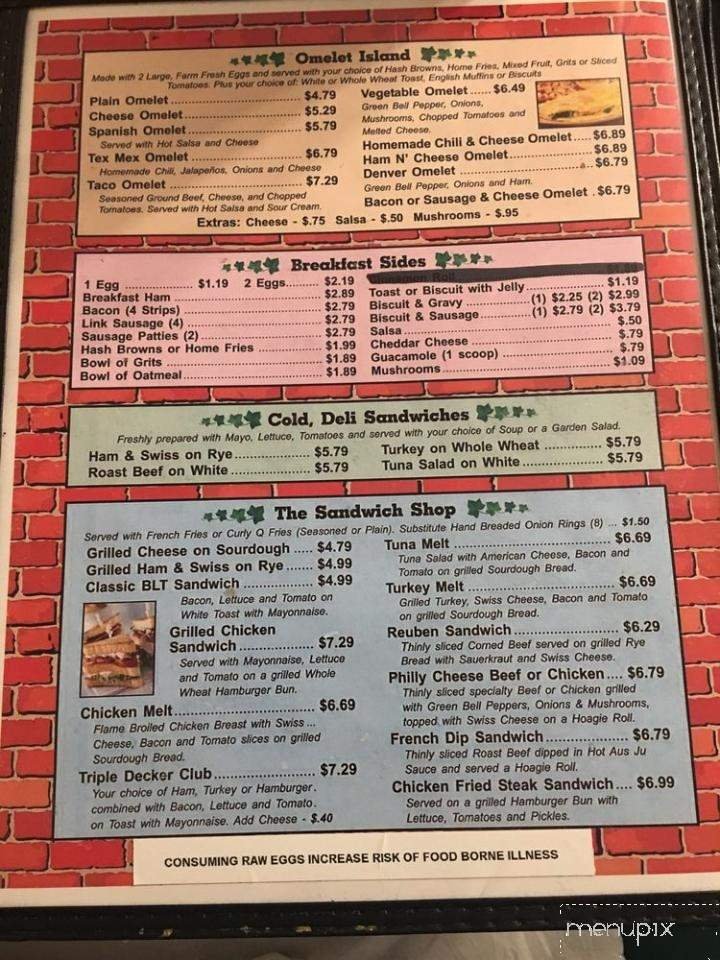 Omelet Island
Made with 2 Large, Farm Fresh Eggs and served with your choice of Hash Browns, Home Fries, Mixed Fruit, Grits or Sliced
Tomatoes. Plus your choice of: White or Whole Wheat Toast, English Muffins or Biscuits
Plain Omelet ... $4.79
Cheese Omelet ... $5.29
Spanish Omelet ... $5.79
Served with Hot Salsa and Cheese
Tex Mex Omelet ... $6.79
Homemade Chili, Jalapeños, Onions and Cheese
Taco Omelet ... $7.29
Seasoned Ground Beef, Cheese, and Chopped
Tomatoes. Served with Hot Salsa and Sour Cream.
Vegetable Omelet ... $6.49
Green Bell Pepper, Onions,
Mushrooms, Chopped Tomatoes and
Melted Cheese.
Homemade Chili & Cheese Omelet ... $6.89
Ham N' Cheese Omelet ... $6.89
Denver Omelet ... $6.79
Green Bell Pepper, Onions and Ham.
Bacon or Sausage & Cheese Omelet . $6.79
Extras: Cheese - $.75 Salsa - $.50 Mushrooms - $.95
Breakfast Sides
1 Egg ... $1.19 2 Eggs ... $2.19
Breakfast Ham ... $2.89
Bacon (4 Strips) ... $2.79
Link Sausage (4) ... $2.79
Sausage Patties (2) ... $2.79
Hash Browns or Home Fries ... $1.99
Bowl of Grits ... $1.89
Bowl of Oatmeal ... $1.89
Toast or Biscuit with Jelly ... $1.19
Biscuit & Gravy ... (1) $2.25 (2) $2.99
Biscuit & Sausage ... (1) $2.79 (2) $3.79
Salsa ... $.50
Cheddar Cheese ... $.79
Guacamole (1 scoop) ... $.79
Mushrooms ... $1.09
Cold, Deli Sandwiches
Freshly prepared with Mayo, Lettuce, Tomatoes and served with your choice of Soup or a Garden Salad.
Ham & Swiss on Rye ... $5.79
Roast Beef on White ... $5.79
Turkey on Whole Wheat ... $5.79
Tuna Salad on White ... $5.79
The Sandwich Shop
Served with French Fries or Curly Q Fries (Seasoned or Plain). Substitute Hand Breaded Onion Rings (8) ... $1.50
Grilled Cheese on Sourdough ... $4.79
Grilled Ham & Swiss on Rye ... $4.99
Classic BLT Sandwich ... $4.99
Bacon, Lettuce and Tomato on
White Toast with Mayonnaise.
Grilled Chicken
Sandwich ... $7.29
Served with Mayonnaise, Lettuce
and Tomato on a grilled Whole
Wheat Hamburger Bun.
Chicken Melt ... $6.69
Flame Broiled Chicken Breast with Swiss ...
Cheese, Bacon and Tomato slices on grilled
Sourdough Bread.
Triple Decker Club ... $7.29
Your choice of Ham, Turkey or Hamburger.
combined with Bacon, Lettuce and Tomato.
on Toast with Mayonnaise. Add Cheese - $.40
Tuna Melt ... $6.69
Tuna Salad with American Cheese, Bacon and
Tomato on grilled Sourdough Bread.
Turkey Melt ... $6.69
Grilled Turkey, Swiss Cheese, Bacon and Tomato
on grilled Sourdough Bread.
Reuben Sandwich ... $6.29
Thinly sliced Corned Beef served on grilled Rye
Bread with Sauerkraut and Swiss Cheese.
Philly Cheese Beef or Chicken ... $6.79
Thinly sliced specialty Beef or Chicken grilled
with Green Bell Peppers, Onions & Mushrooms,
topped with Swiss Cheese on a Hoagie Roll.
French Dip Sandwich ... $6.79
Thinly sliced Roast Beef dipped in Hot Aus Ju
Sauce and served a Hoagie Roll.
Chicken Fried Steak Sandwich ... $6.99
Served on a grilled Hamburger Bun with
Lettuce, Tomatoes and Pickles.
CONSUMING RAW EGGS INCREASE RISK OF FOOD BORNE ILLNESS
menupix